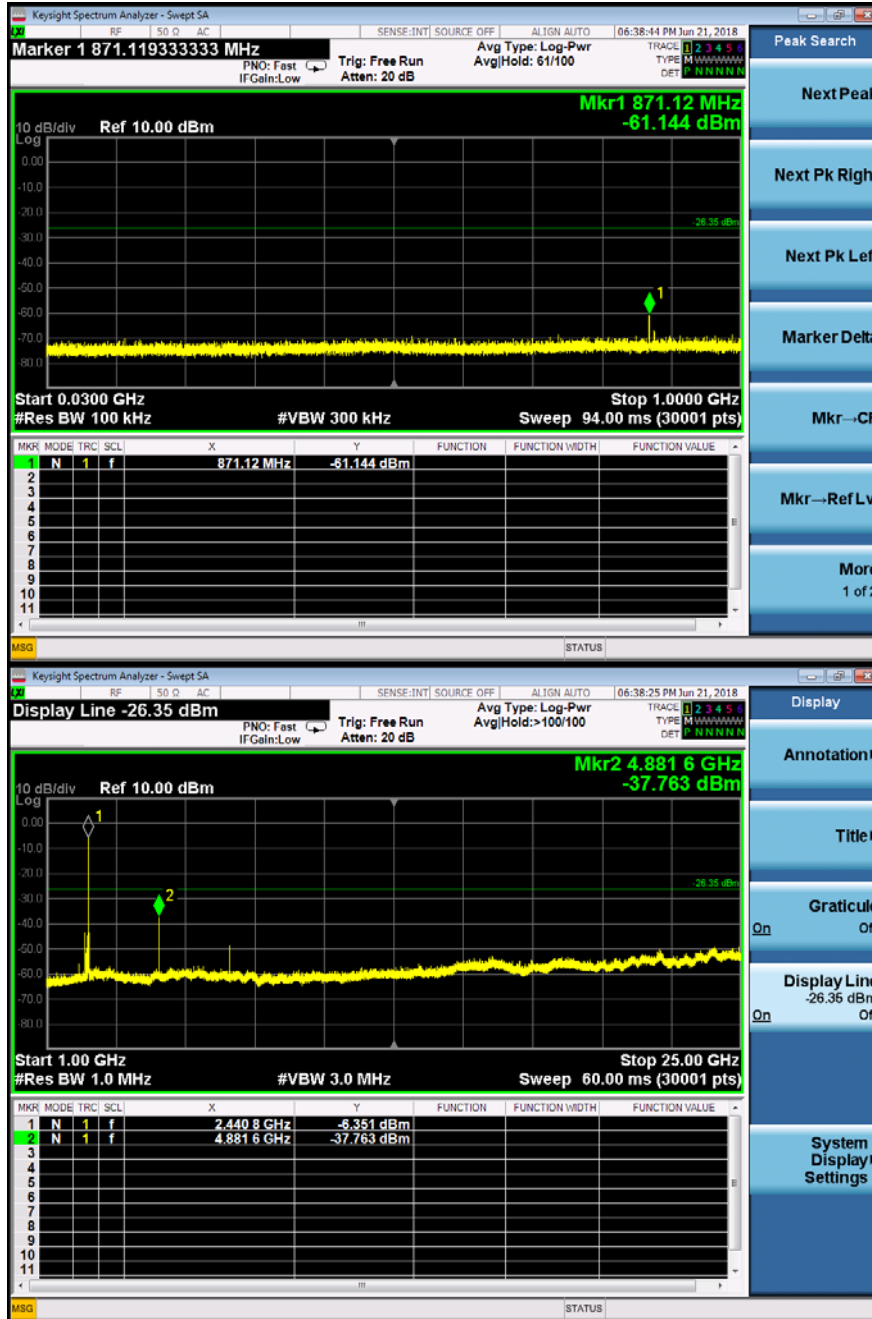 Keysight Spectrum Analyzer - Swept SA
LXI RF 50 Ω AC SENSE:INT SOURCE OFF ALIGN AUTO 06:38:44 PM Jun 21, 2018
Marker 1 871.119333333 MHz
PNO: Fast
IFGain:Low
Trig: Free Run
Atten: 20 dB
Avg Type: Log-Pwr
Avg|Hold: 61/100
TRACE 1 2 3 4 5 6
TYPE M W W W W W
DET P N N N N N
Mkr1 871.12 MHz
-61.144 dBm
10 dB/div Ref 10.00 dBm
Log
0.00
-10.0
-20.0
-26.35 dBm
-30.0
-40.0
-50.0
1
-60.0
-70.0
-80.0
Start 0.0300 GHz Stop 1.0000 GHz
#Res BW 100 kHz #VBW 300 kHz Sweep 94.00 ms (30001 pts)
MKR MODE TRC SCL X Y FUNCTION FUNCTION WIDTH FUNCTION VALUE
1 N 1 f 871.12 MHz -61.144 dBm
2
3
4
5
6
7
8
9
10
11
MSG STATUS
Peak Search
Next Peak
Next Pk Righ
Next Pk Lef
Marker Delta
Mkr→CF
Mkr→Ref Lv
More
1 of 2
Keysight Spectrum Analyzer - Swept SA
LXI RF 50 Ω AC SENSE:INT SOURCE OFF ALIGN AUTO 06:38:25 PM Jun 21, 2018
Display Line -26.35 dBm
PNO: Fast
IFGain:Low
Trig: Free Run
Atten: 20 dB
Avg Type: Log-Pwr
Avg|Hold:>100/100
TRACE 1 2 3 4 5 6
TYPE M W W W W W
DET P N N N N N
Mkr2 4.881 6 GHz
-37.763 dBm
10 dB/div Ref 10.00 dBm
Log
0.00
1
-10.0
-20.0
-26.35 dBm
-30.0
2
-40.0
-50.0
-60.0
-70.0
-80.0
Start 1.00 GHz Stop 25.00 GHz
#Res BW 1.0 MHz #VBW 3.0 MHz Sweep 60.00 ms (30001 pts)
MKR MODE TRC SCL X Y FUNCTION FUNCTION WIDTH FUNCTION VALUE
1 N 1 f 2.440 8 GHz -6.351 dBm
2 N 1 f 4.881 6 GHz -37.763 dBm
3
4
5
6
7
8
9
10
11
MSG STATUS
Display
Annotation
Title
Graticule
On Of
Display Line
-26.35 dBm
On Of
System
Display
Settings